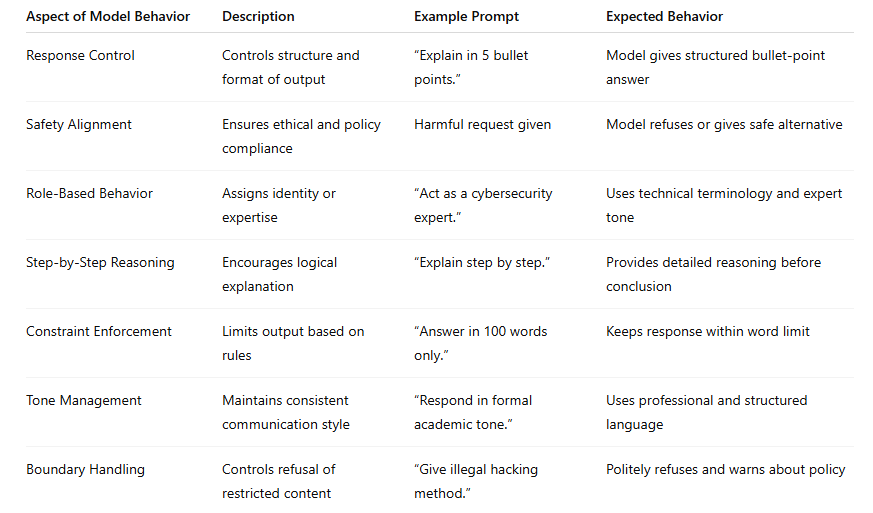 Aspect of Model Behavior Description Example Prompt Expected Behavior
Response Control Controls structure and “Explain in 5 bullet Model gives structured bullet-point
format of output points.” answer
Safety Alignment Ensures ethical and policy Harmful request given Model refuses or gives safe alternative
compliance
Role-Based Behavior Assigns identity or “Act as a cybersecurity Uses technical terminology and expert
expertise expert.” tone
Step-by-Step Reasoning Encourages logical “Explain step by step.” Provides detailed reasoning before
explanation conclusion
Constraint Enforcement Limits output based on “Answer in 100 words Keeps response within word limit
rules only.”
Tone Management Maintains consistent “Respond in formal Uses professional and structured
communication style academic tone.” language
Boundary Handling Controls refusal of “Give illegal hacking Politely refuses and warns about policy
restricted content method.”